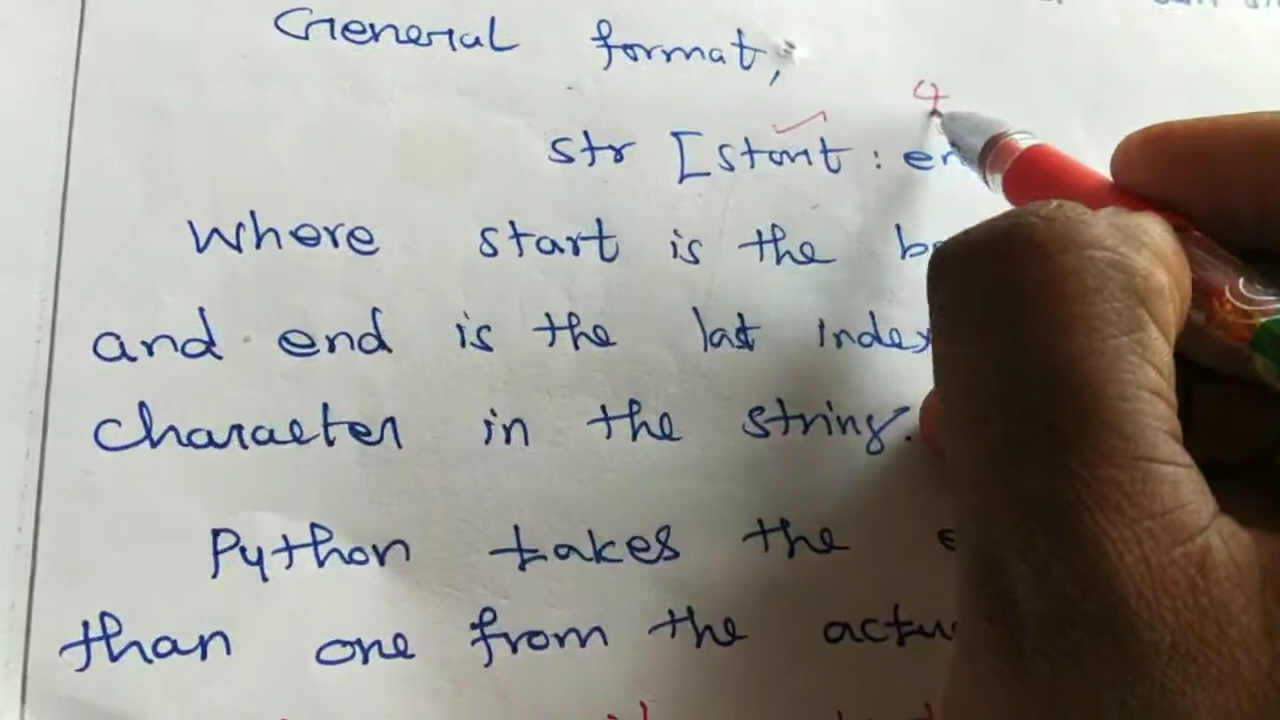 General format,
4
str [start : en
Where start is the b
and end is the last index
character in the string.
Python takes the
than one from the actu